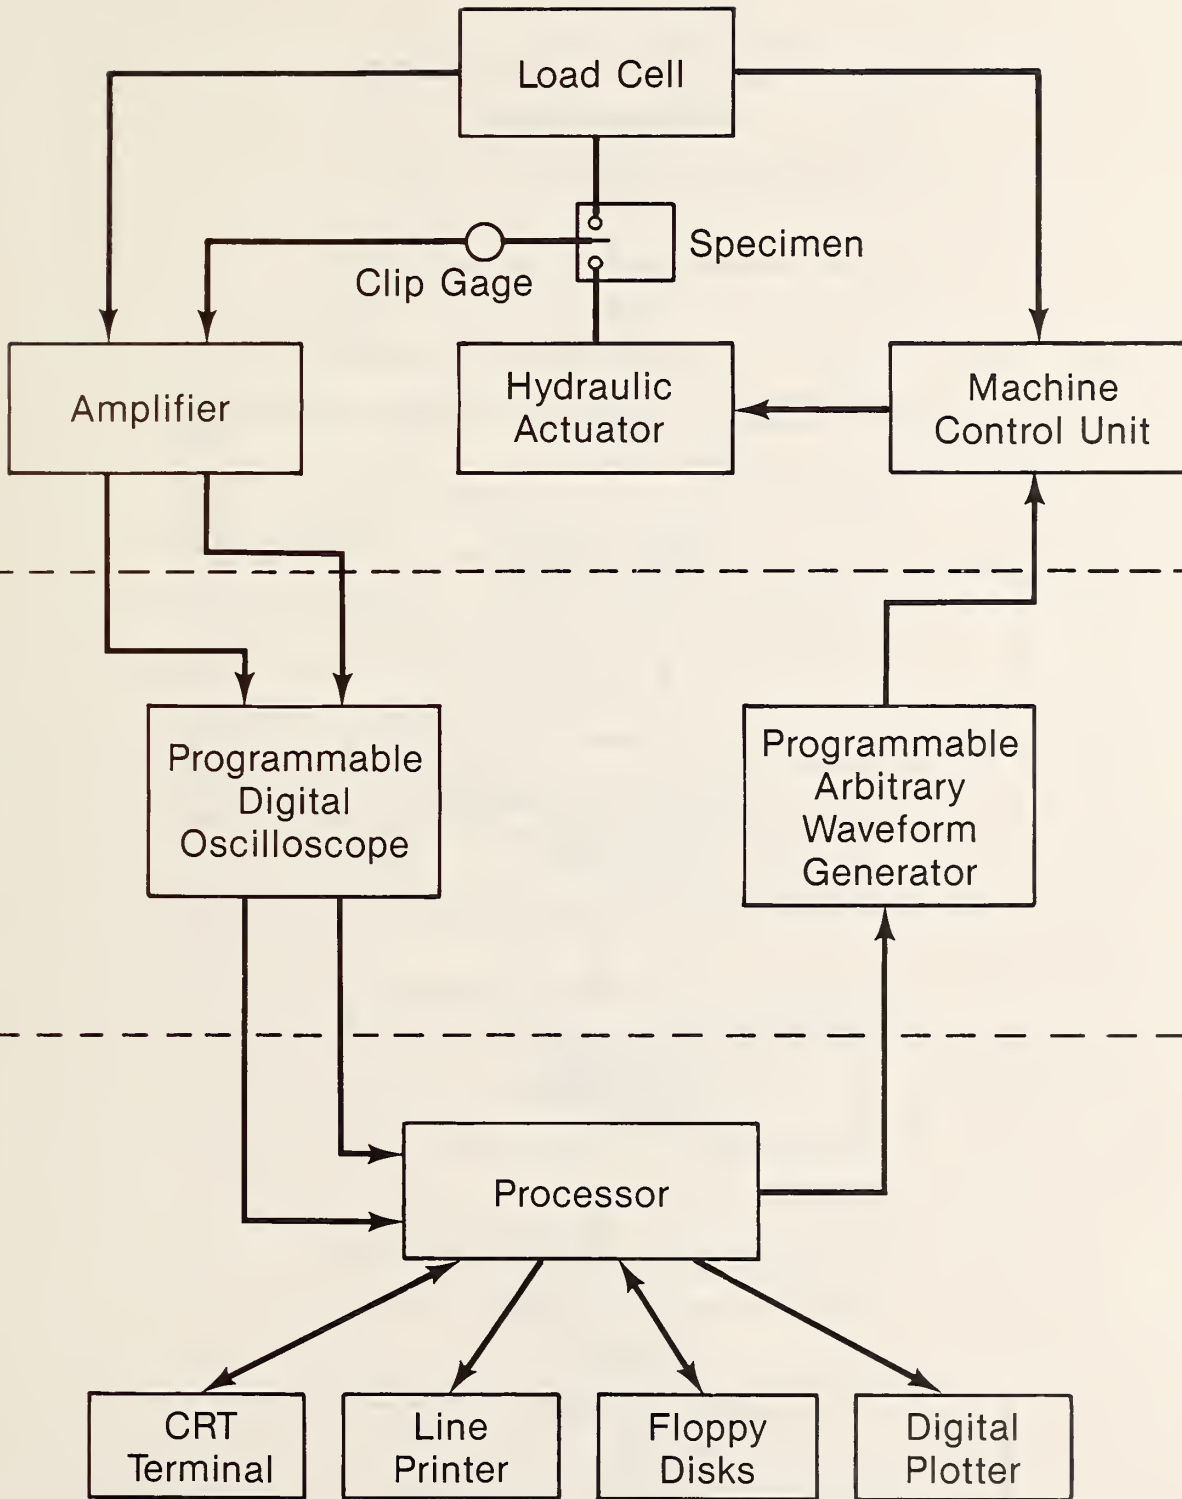 Load Cell
Specimen
Clip Gage
Amplifier
Hydraulic
Actuator
Machine
Control Unit
Programmable
Digital
Oscilloscope
Programmable
Arbitrary
Waveform
Generator
Processor
CRT
Terminal
Line
Printer
Floppy
Disks
Digital
Plotter